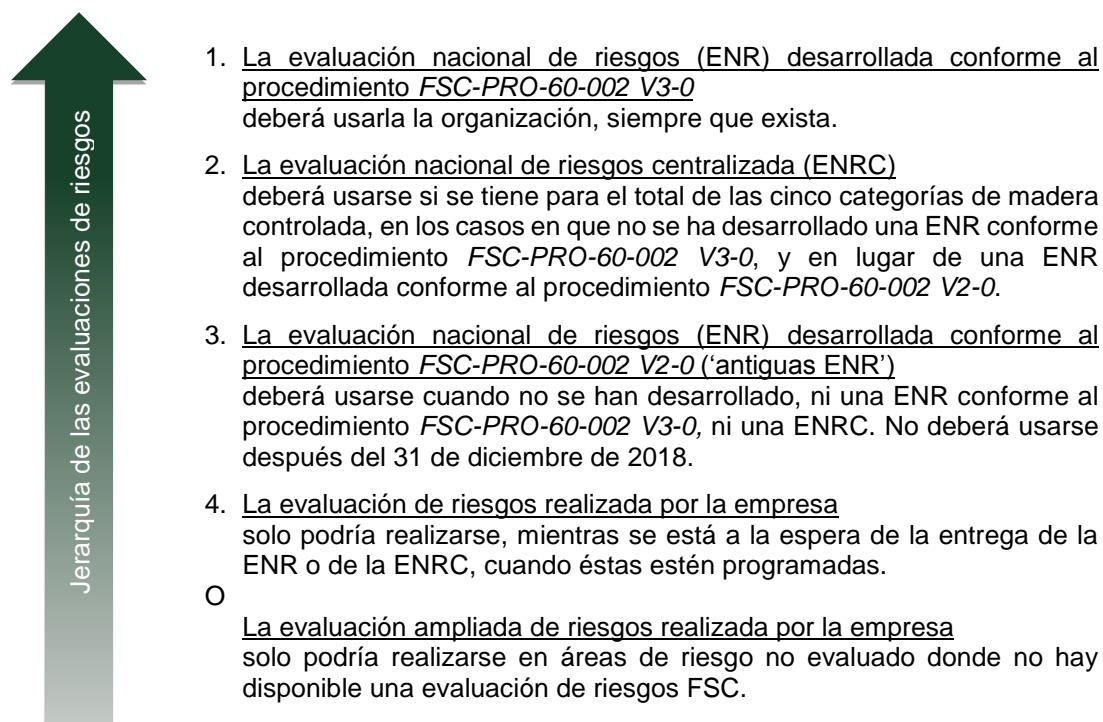 Jerarquía de las evaluaciones de riesgos
1. La evaluación nacional de riesgos (ENR) desarrollada conforme al
procedimiento FSC-PRO-60-002 V3-0
deberá usarla la organización, siempre que exista.
2. La evaluación nacional de riesgos centralizada (ENRC)
deberá usarse si se tiene para el total de las cinco categorías de madera
controlada, en los casos en que no se ha desarrollado una ENR conforme
al procedimiento FSC-PRO-60-002 V3-0, y en lugar de una ENR
desarrollada conforme al procedimiento FSC-PRO-60-002 V2-0.
3. La evaluación nacional de riesgos (ENR) desarrollada conforme al
procedimiento FSC-PRO-60-002 V2-0 (‘antiguas ENR’)
deberá usarse cuando no se han desarrollado, ni una ENR conforme al
procedimiento FSC-PRO-60-002 V3-0, ni una ENRC. No deberá usarse
después del 31 de diciembre de 2018.
4. La evaluación de riesgos realizada por la empresa
solo podría realizarse, mientras se está a la espera de la entrega de la
ENR o de la ENRC, cuando éstas estén programadas.
O
La evaluación ampliada de riesgos realizada por la empresa
solo podría realizarse en áreas de riesgo no evaluado donde no hay
disponible una evaluación de riesgos FSC.